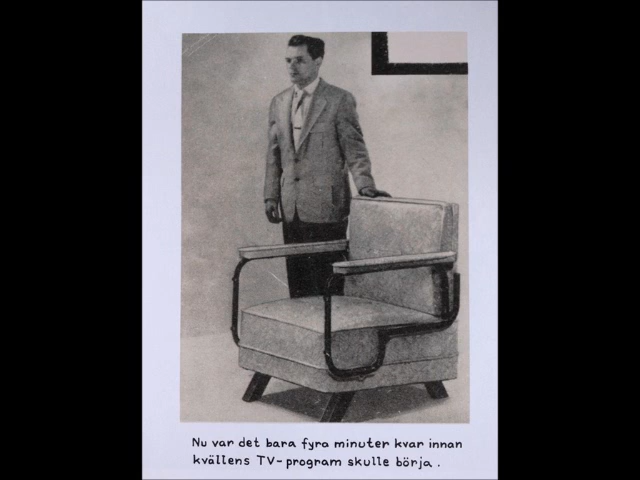 Nu var det bara fyra minuter kvar innan
kvällens TV-program skulle börja.